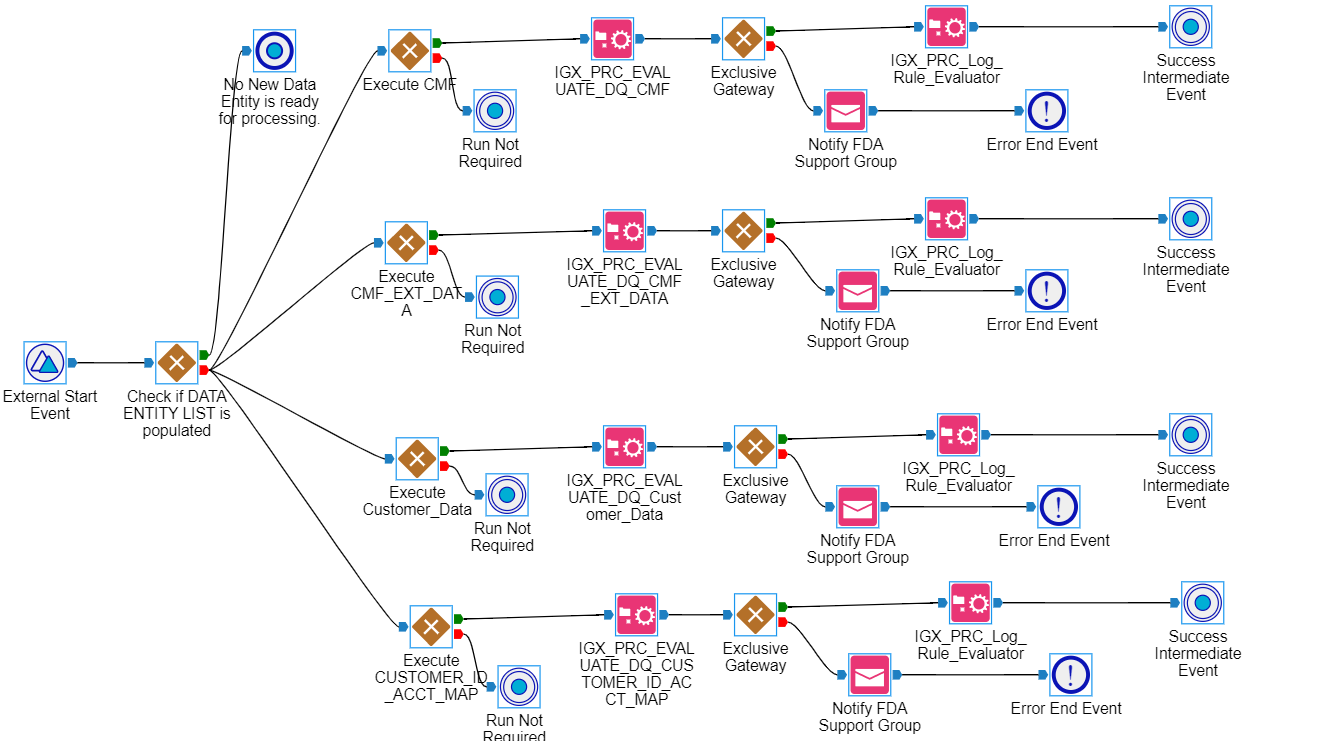 No New Data
Entity is ready
for processing.
Execute CMF
Run Not
Required
IGX_PRC_EVAL
UATE_DQ_CMF
Exclusive
Gateway
IGX_PRC_Log_
Rule_Evaluator
Success
Intermediate
Event
Notify FDA
Support Group
Error End Event
Execute
CMF_EXT_DAT
A
Run Not
Required
IGX_PRC_EVAL
UATE_DQ_CMF
_EXT_DATA
Exclusive
Gateway
IGX_PRC_Log_
Rule_Evaluator
Success
Intermediate
Event
Notify FDA
Support Group
Error End Event
External Start
Event
Check if DATA
ENTITY LIST is
populated
Execute
Customer_Data
Run Not
Required
IGX_PRC_EVAL
UATE_DQ_Cust
omer_Data
Exclusive
Gateway
IGX_PRC_Log_
Rule_Evaluator
Success
Intermediate
Event
Notify FDA
Support Group
Error End Event
Execute
CUSTOMER_ID
_ACCT_MAP
Run Not
Required
IGX_PRC_EVAL
UATE_DQ_CUS
TOMER_ID_AC
CT_MAP
Exclusive
Gateway
IGX_PRC_Log_
Rule_Evaluator
Success
Intermediate
Event
Notify FDA
Support Group
Error End Event